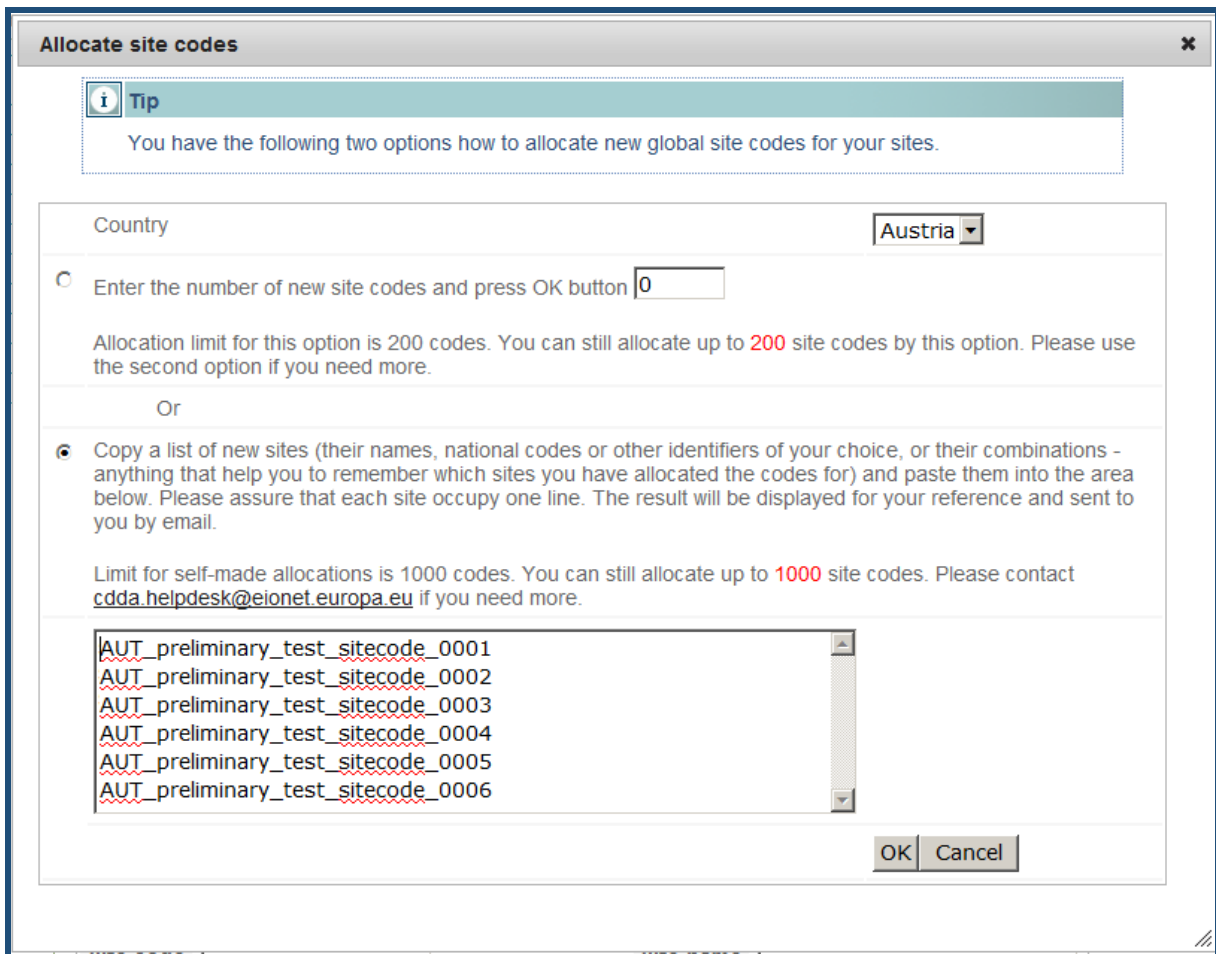 Allocate site codes
Tip
You have the following two options how to allocate new global site codes for your sites.
Country
Austria
Enter the number of new site codes and press OK button 0
Allocation limit for this option is 200 codes. You can still allocate up to 200 site codes by this option. Please use
the second option if you need more.
Or
Copy a list of new sites (their names, national codes or other identifiers of your choice, or their combinations -
anything that help you to remember which sites you have allocated the codes for) and paste them into the area
below. Please assure that each site occupy one line. The result will be displayed for your reference and sent to
you by email.
Limit for self-made allocations is 1000 codes. You can still allocate up to 1000 site codes. Please contact
cdda.helpdesk@eionet.europa.eu if you need more.
AUT_preliminary_test_sitecode_0001
AUT_preliminary_test_sitecode_0002
AUT_preliminary_test_sitecode_0003
AUT_preliminary_test_sitecode_0004
AUT_preliminary_test_sitecode_0005
AUT_preliminary_test_sitecode_0006
OK Cancel